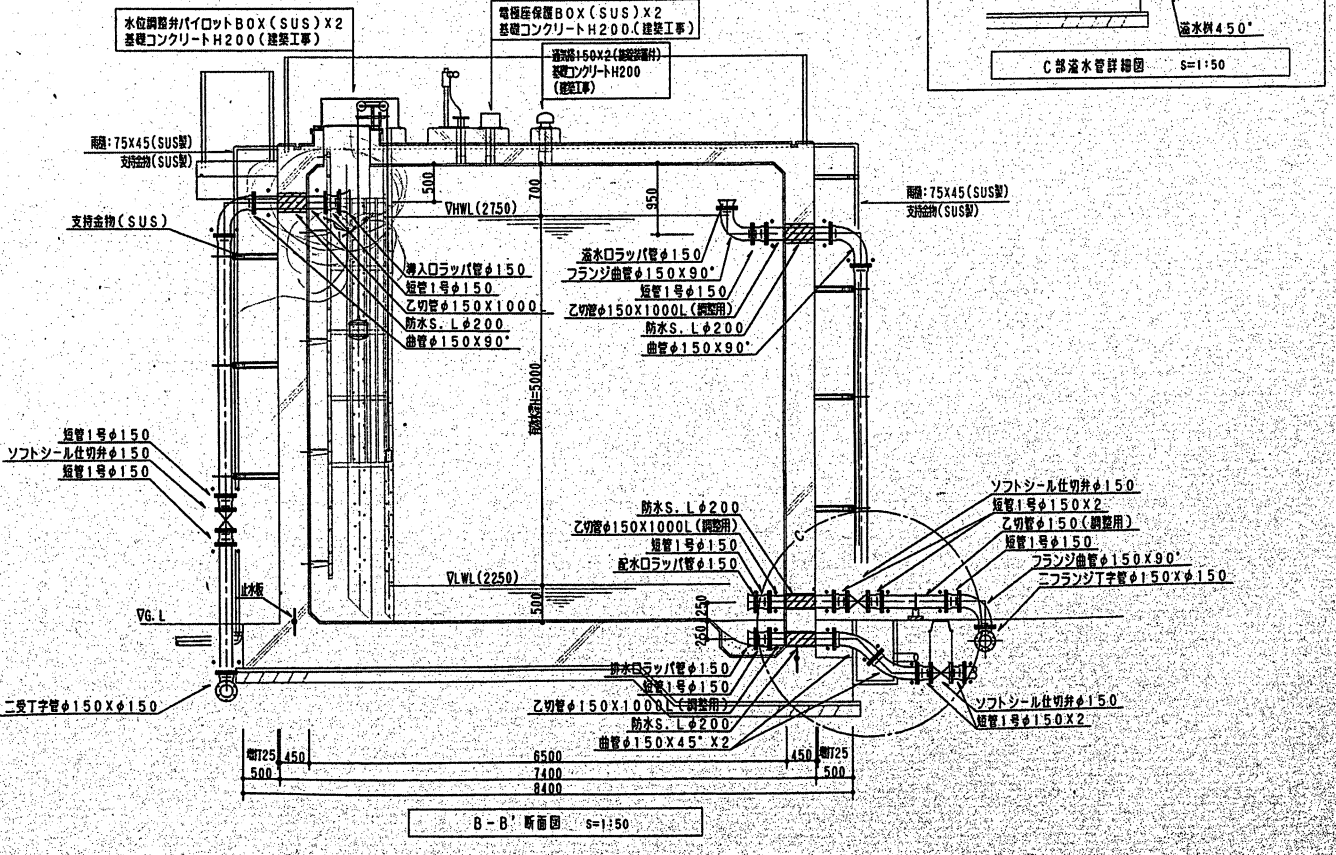 水位調整弁パイロットBOX(SUS)X2
基礎コンクリートH200(建築工事)
電極座保護BOX(SUS)X2
基礎コンクリートH200(建築工事)
基礎コンクリートH200
(建築工事)
溢水桝450°
C部溢水管詳細図 S=1:50
雨樋:75X45(SUS製)
支持金物(SUS製)
支持金物(SUS)
500
700
950
▽HWL(2750)
雨樋:75X45(SUS製)
支持金物(SUS製)
導入口ラッパ管φ150
短管1号φ150
乙切管φ150X1000
防水S.Lφ200
曲管φ150X90°
溢水口ラッパ管φ150
フランジ曲管φ150X90°
短管1号φ150
乙切管φ150X1000L(調整用)
防水S.Lφ200
曲管φ150X90°
有効水深H=5000
短管1号φ150
ソフトシール仕切弁φ150
短管1号φ150
防水S.Lφ200
乙切管φ150X1000L(調整用)
短管1号φ150
配水口ラッパ管φ150
ソフトシール仕切弁φ150
短管1号φ150X2
乙切管φ150(調整用)
短管1号φ150
フランジ曲管φ150X90°
二フランジ丁字管φ150Xφ150
▽LWL(2250)
500
250
250
止水板
▽G.L
C
二受丁字管φ150Xφ150
排水口ラッパ管φ150
短管1号φ150
乙切管φ150X1000L(調整用)
防水S.Lφ200
曲管φ150X45°X2
ソフトシール仕切弁φ150
短管1号φ150X2
450
6500
450
500
7400
500
8400
B-B'断面図 S=1:50